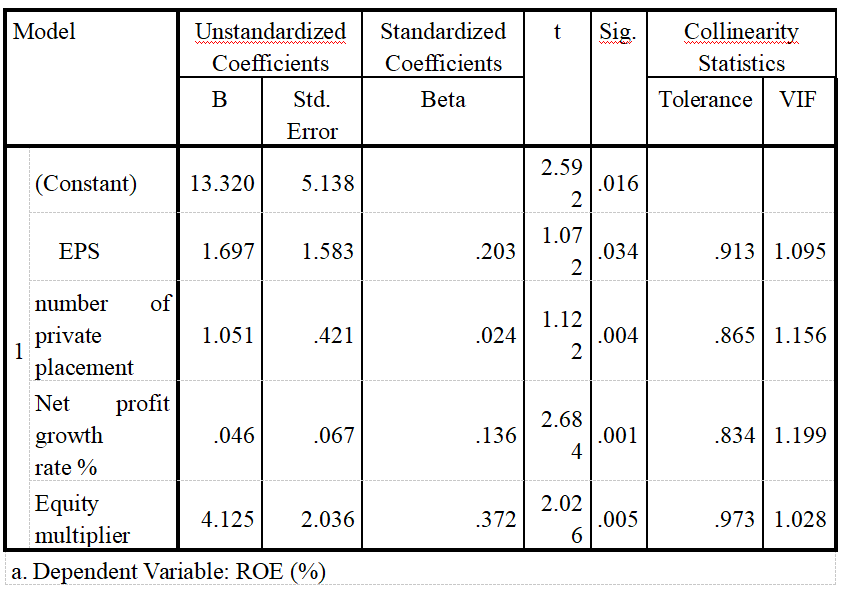 Model Unstandardized Coefficients Standardized Coefficients t Sig. Collinearity Statistics
B Std. Error Beta Tolerance VIF
1 (Constant) 13.320 5.138 2.592 .016
EPS 1.697 1.583 .203 1.072 .034 .913 1.095
number of private placement 1.051 .421 .024 1.122 .004 .865 1.156
Net profit growth rate % .046 .067 .136 2.684 .001 .834 1.199
Equity multiplier 4.125 2.036 .372 2.026 .005 .973 1.028
a. Dependent Variable: ROE (%)